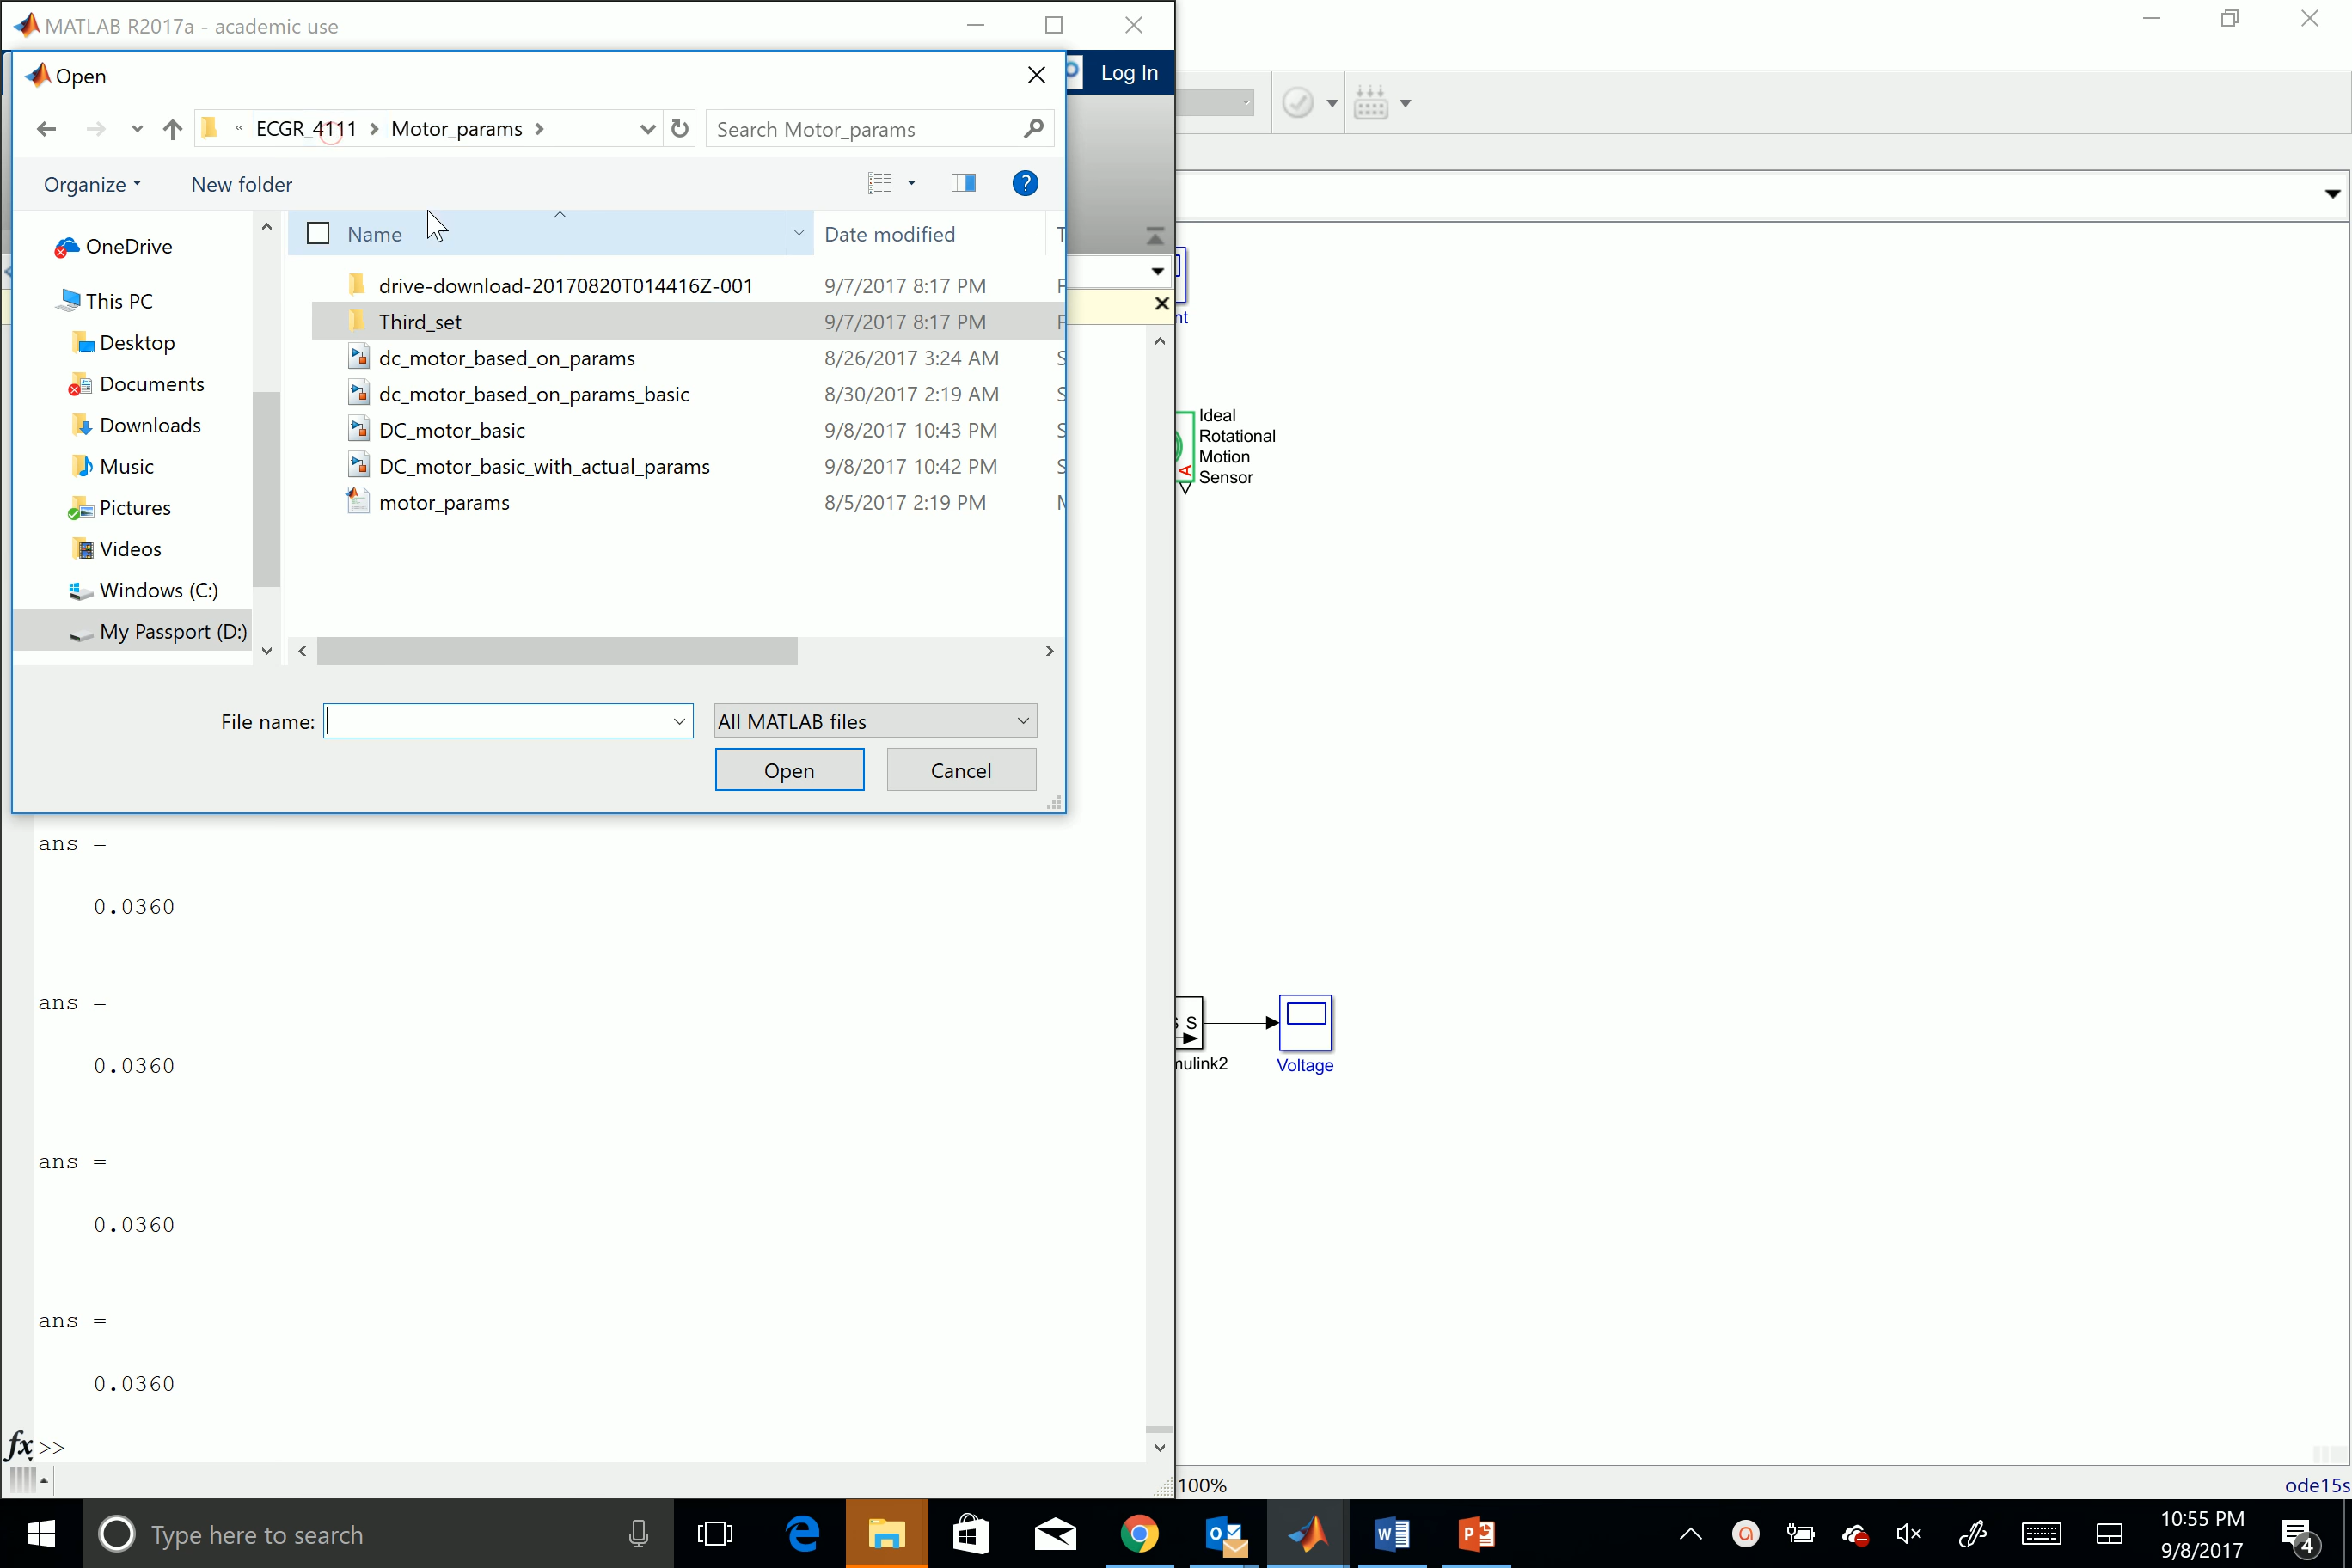 MATLAB R2017a - academic use
Open
Log In
« ECGR_4111 > Motor_params >
Search Motor_params
Organize
New folder
?
Name
Date modified
OneDrive
This PC
Desktop
Documents
Downloads
Music
Pictures
Videos
Windows (C:)
My Passport (D:)
drive-download-20170820T014416Z-001 9/7/2017 8:17 PM
Third_set 9/7/2017 8:17 PM
dc_motor_based_on_params 8/26/2017 3:24 AM
dc_motor_based_on_params_basic 8/30/2017 2:19 AM
DC_motor_basic 9/8/2017 10:43 PM
DC_motor_basic_with_actual_params 9/8/2017 10:42 PM
motor_params 8/5/2017 2:19 PM
File name:
All MATLAB files
Open
Cancel
nt
Ideal
Rotational
Motion
Sensor
A
ans =
0.0360
ans =
0.0360
ans =
0.0360
ans =
0.0360
fx >>
S
mulink2
Voltage
100%
ode15s
Type here to search
10:55 PM
9/8/2017
4